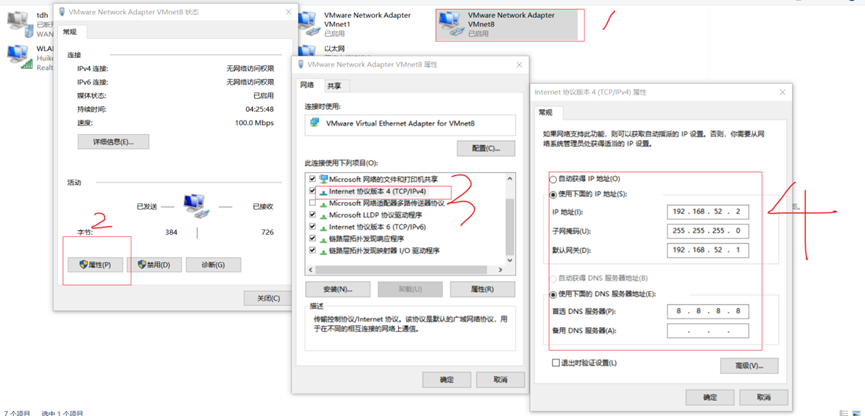 tdh
WLAN
VMware Network Adapter
VMnet1
已启用
以太网
VMware Network Adapter
VMnet8
已启用
1
VMware Network Adapter VMnet8 状态
常规
连接
IPv4 连接: 无网络访问权限
IPv6 连接: 无网络访问权限
媒体状态: 已启用
持续时间: 04:25:48
速度: 100.0 Mbps
详细信息(E)...
活动
已发送 已接收
2
字节: 384 726
属性(P) 禁用(D) 诊断(G)
关闭(C)
VMware Network Adapter VMnet8 属性
网络 共享
连接时使用:
VMware Virtual Ethernet Adapter for VMnet8
配置(C)...
此连接使用下列项目(O):
Microsoft 网络的文件和打印机共享
Internet 协议版本 4 (TCP/IPv4)
Microsoft 网络适配器多路传送器协议
Microsoft LLDP 协议驱动程序
Internet 协议版本 6 (TCP/IPv6)
链路层拓扑发现响应程序
链路层拓扑发现映射器 I/O 驱动程序
3
安装(N)... 卸载(U) 属性(R)
描述
传输控制协议/Internet 协议。该协议是默认的广域网络协议，用
于在不同的相互连接的网络上通信。
确定 取消
Internet 协议版本 4 (TCP/IPv4) 属性
常规
如果网络支持此功能，则可以获取自动指派的 IP 设置。否则，你需要从网
络系统管理员处获得适当的 IP 设置。
自动获得 IP 地址(O)
使用下面的 IP 地址(S):
IP 地址(I): 192 . 168 . 52 . 2
子网掩码(U): 255 . 255 . 255 . 0
默认网关(D): 192 . 168 . 52 . 1
自动获得 DNS 服务器地址(B)
使用下面的 DNS 服务器地址(E):
首选 DNS 服务器(P): 8 . 8 . 8 . 8
备用 DNS 服务器(A): . . .
退出时验证设置(L)
高级(V)...
确定 取消
4
7 个项目 选中 1 个项目